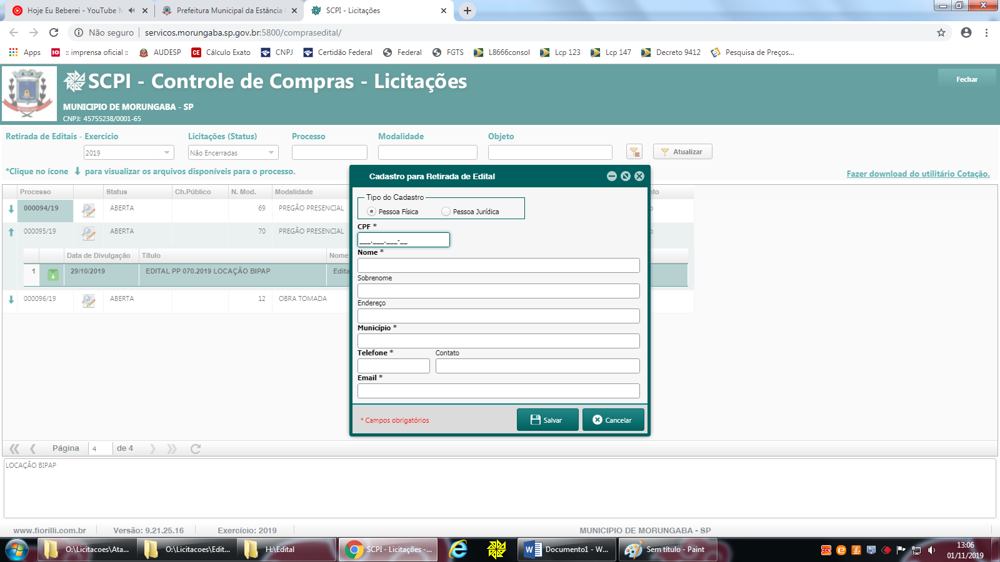 Hoje Eu Beberei - YouTube M
Prefeitura Municipal da Estância
SCPI - Licitações
Não seguro
servicos.morungaba.sp.gov.br:5800/comprasedital/
Apps
:: imprensa oficial ::
AUDESP
Cálculo Exato
CNPJ
Certidão Federal
Federal
FGTS
L8666consol
Lcp 123
Lcp 147
Decreto 9412
Pesquisa de Preços...
SCPI - Controle de Compras - Licitações
Fechar
MUNICIPIO DE MORUNGABA - SP
CNPJ: 45755238/0001-65
Retirada de Editais - Exercício
Licitações (Status)
Processo
Modalidade
Objeto
2019
Não Encerradas
Atualizar
*Clique no ícone para visualizar os arquivos disponíveis para o processo.
Fazer download do utilitário Cotação.
Processo
Status
Ch.Público
N. Mod.
Modalidade
000094/19
ABERTA
69
PREGÃO PRESENCIAL
000095/19
ABERTA
70
PREGÃO PRESENCIAL
Data de Divulgação
Título
Nome
1
29/10/2019
EDITAL PP 070.2019 LOCAÇÃO BIPAP
Edita
000096/19
ABERTA
12
OBRA TOMADA
Cadastro para Retirada de Edital
Tipo do Cadastro
Pessoa Física
Pessoa Jurídica
CPF *
___.___.___-__
Nome *
Sobrenome
Endereço
Município *
Telefone *
Contato
Email *
* Campos obrigatórios
Salvar
Cancelar
Página
4
de 4
LOCAÇÃO BIPAP
www.fiorilli.com.br
Versão: 9.21.25.16
Exercício: 2019
MUNICIPIO DE MORUNGABA - SP
O:\Licitacoes\Ata...
O:\Licitacoes\Edit...
H:\Edital
SCPI - Licitações -...
Documento1 - W...
Sem título - Paint
13:06
01/11/2019